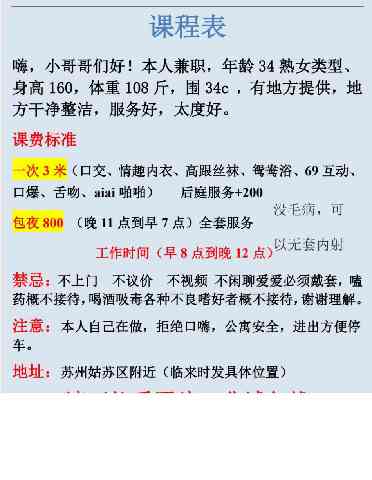 课程表
嗨，小哥哥们好！本人兼职，年龄 34 熟女类型、
身高 160，体重 108 斤，围 34c ，有地方提供，地
方干净整洁，服务好，太度好。
课费标准
一次 3 米（口交、情趣内衣、高跟丝袜、鸳鸯浴、69 互动、
口爆、舌吻、aiai 啪啪） 后庭服务+200
没毛病，可
包夜 800 （晚 11 点到早 7 点）全套服务
以无套内射
工作时间（早 8 点到晚 12 点）
禁忌：不上门 不议价 不视频 不闲聊爱爱必须戴套，嗑
药概不接待，喝酒吸毒各种不良嗜好者概不接待，谢谢理解。
注意：本人自己在做，拒绝口嗨，公寓安全，进出方便停
车。
地址：苏州姑苏区附近（临来时发具体位置）